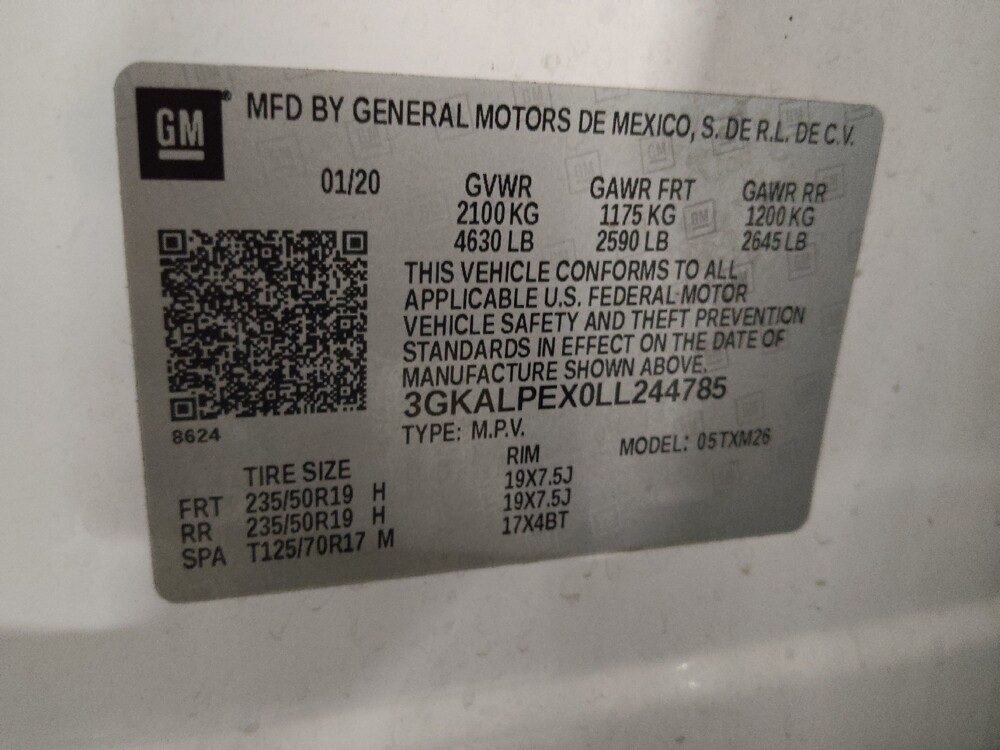 GM® MFD BY GENERAL MOTORS DE MEXICO, S. DE R.L. DE C.V.
01/20 GVWR GAWR FRT GAWR RR
2100 KG 1175 KG 1200 KG
4630 LB 2590 LB 2645 LB
THIS VEHICLE CONFORMS TO ALL
APPLICABLE U.S. FEDERAL MOTOR
VEHICLE SAFETY AND THEFT PREVENTION
STANDARDS IN EFFECT ON THE DATE OF
MANUFACTURE SHOWN ABOVE.
3GKALPEX0LL244785
8624
TYPE: M.P.V. MODEL: 05TXM26
TIRE SIZE RIM
FRT 235/50R19 H 19X7.5J
RR 235/50R19 H 19X7.5J
SPA T125/70R17 M 17X4BT